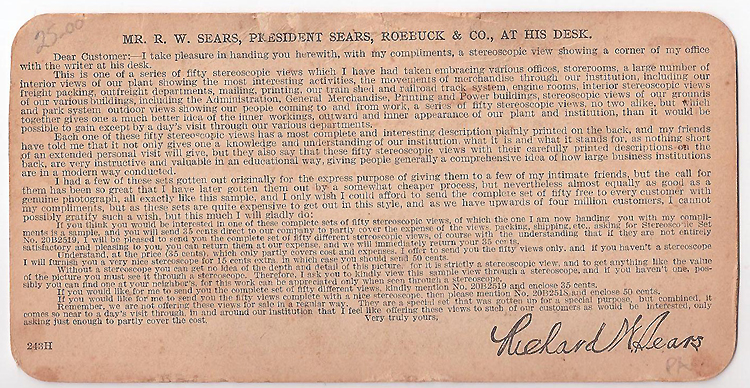 25.00
MR. R. W. SEARS, PRESIDENT SEARS, ROEBUCK & CO., AT HIS DESK.
Dear Customer:—I take pleasure in handing you herewith, with my compliments, a stereoscopic view showing a corner of my office
with the writer at his desk.
This is one of a series of fifty stereoscopic views which I have had taken embracing various offices, storerooms, a large number of
interior views of our plant showing the most interesting activities, the movements of merchandise through our institution, including our
freight packing, outfreight departments, mailing, printing, our train shed and railroad track system, engine rooms, interior stereoscopic views
of our various buildings, including the Administration, General Merchandise, Printing and Power buildings, stereoscopic views of our grounds
and park system, outdoor views showing our people coming to and from work, a series of fifty stereoscopic views, no two alike, but which
together gives one a much better idea of the inner workings, outward and inner appearance of our plant and institution, than it would be
possible to gain except by a day's visit through our various departments.
Each one of these fifty stereoscopic views has a most complete and interesting description plainly printed on the back, and my friends
have told me that it not only gives one a knowledge and understanding of our institution, what it is and what it stands for, as nothing short
of an extended personal visit will give, but they also say that those fifty stereoscopic views with their carefully printed descriptions on the
back, are very instructive and valuable in an educational way, giving people generally a comprehensive idea of how large business institutions
are in a modern way conducted.
I had a few of these sets gotten out originally for the express purpose of giving them to a few of my intimate friends, but the call for
them has been so great that I have later gotten them out by a somewhat cheaper process, but nevertheless almost equally as good as a
genuine photograph, all exactly like this sample, and I only wish I could afford to send the complete set of fifty free to every customer with
my compliments, but as these sets are quite expensive to get out in this style, and as we have upwards of four million customers, I cannot
possibly gratify such a wish, but this much I will gladly do:
If you think you would be interested in one of these complete sets of fifty stereoscopic views, of which the one I am now handing you with my compli-
ments is a sample, and you will send 35 cents direct to our company to partly cover the expense of the views, packing, shipping, etc., asking for Stereoscopic Set
No. 20B2519, I will be pleased to send you the complete set of fifty different stereoscopic views, of course with the understanding that if they are not entirely
satisfactory and pleasing to you, you can return them at our expense, and we will immediately return your 35 cents.
Understand, at the price (35 cents), which only partly covers cost and expenses, I offer to send you the fifty views only, and if you haven't a stereoscope
I will furnish you a very nice stereoscope for 15 cents extra, in which case you should send 50 cents.
Without a stereoscope you can get no idea of the depth and detail of this picture, for it is strictly a stereoscopic view, and to get anything like the value
of the picture you must see it through a stereoscope. Therefore, I ask you to kindly view this sample view through a stereoscope, and if you haven't one, pos-
sibly you can find one at your neighbor's, for this work can be appreciated only when seen through a stereoscope.
If you would like for me to send you the complete set of fifty different views, kindly mention No. 20B2519 and enclose 35 cents.
If you would like for me to send you the fifty views complete with a nice stereoscope, then please mention No. 20B2518 and enclose 50 cents.
Remember, we are not offering these views for sale in a regular way. They are a special set that was gotten up for a special purpose, but combined, it
comes so near to a day's visit through, in and around our institution that I feel like offering these views to such of our customers as would be interested, only
asking just enough to partly cover the cost.
Very truly yours,
Richard W. Sears
243H